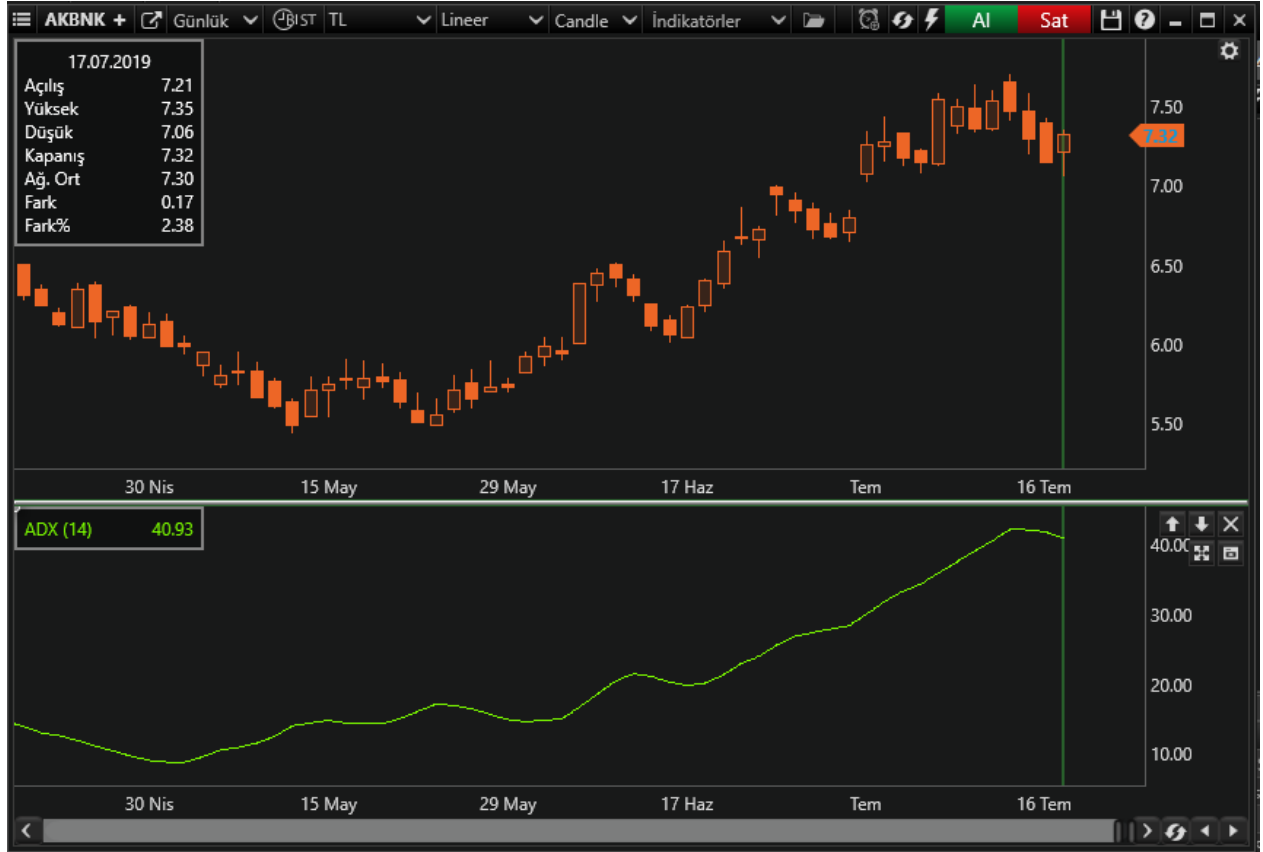 AKBNK + Günlük BIST TL Lineer Candle İndikatörler Al Sat
17.07.2019
Açılış 7.21
Yüksek 7.35
Düşük 7.06
Kapanış 7.32
Ağ. Ort 7.30
Fark 0.17
Fark% 2.38
7.50
7.32
7.00
6.50
6.00
5.50
30 Nis 15 May 29 May 17 Haz Tem 16 Tem
ADX (14) 40.93
40.00
30.00
20.00
10.00
30 Nis 15 May 29 May 17 Haz Tem 16 Tem